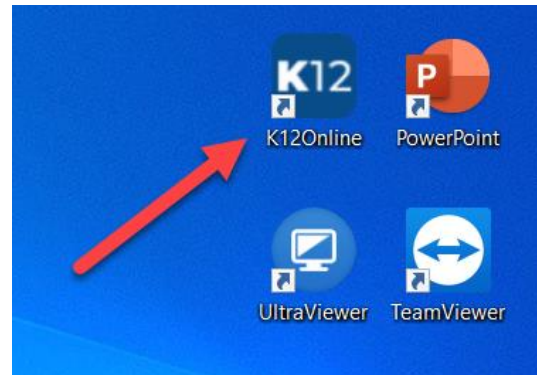 K12
P
K12Online
PowerPoint
UltraViewer
TeamViewer